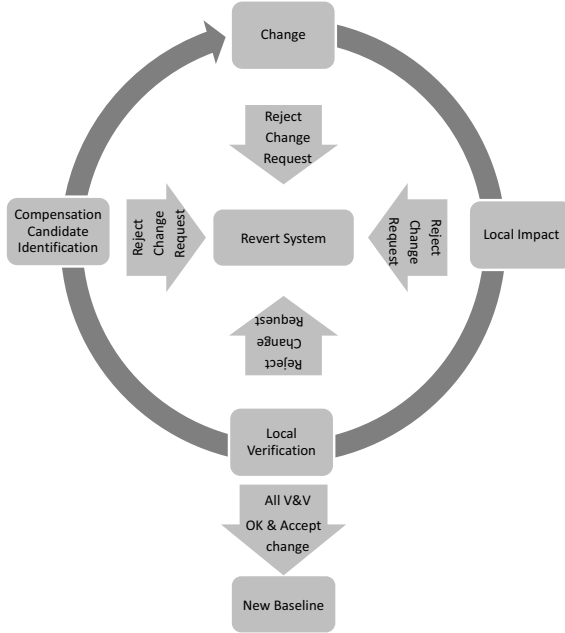 Change
Reject
Change
Request
Compensation
Candidate
Identification
Reject
Change
Request
Revert System
Reject
Change
Request
Local Impact
Reject
Change
Request
Local
Verification
All V&V
OK & Accept
change
New Baseline